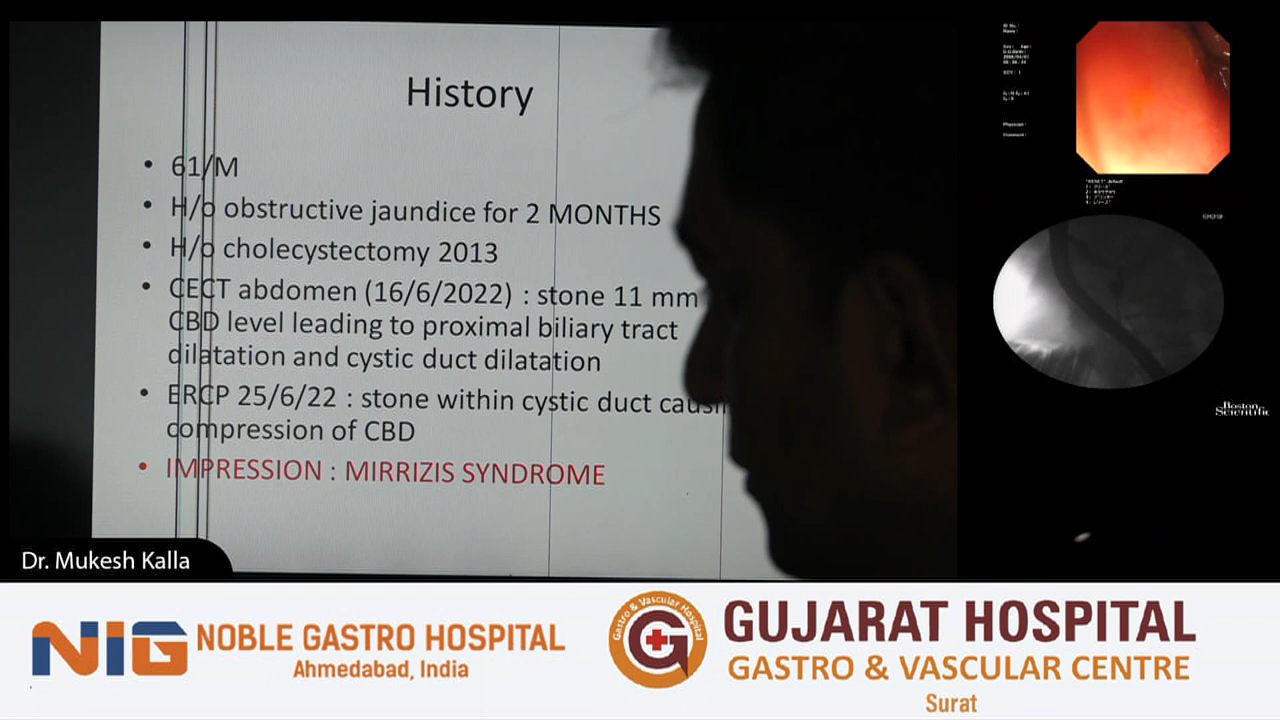 History
• 61/M
• H/o obstructive jaundice for 2 MONTHS
• H/o cholecystectomy 2013
• CECT abdomen (16/6/2022) : stone 11 mm
CBD level leading to proximal biliary tract
dilatation and cystic duct dilatation
• ERCP 25/6/22 : stone within cystic duct
compression of CBD
• IMPRESSION : MIRRIZIS SYNDROME
Dr. Mukesh Kalla
Boston
Scientific
NIG
NOBLE GASTRO HOSPITAL
Ahmedabad, India
Gastro & Vascular Hospital
G
GUJARAT HOSPITAL
GASTRO & VASCULAR CENTRE
Surat